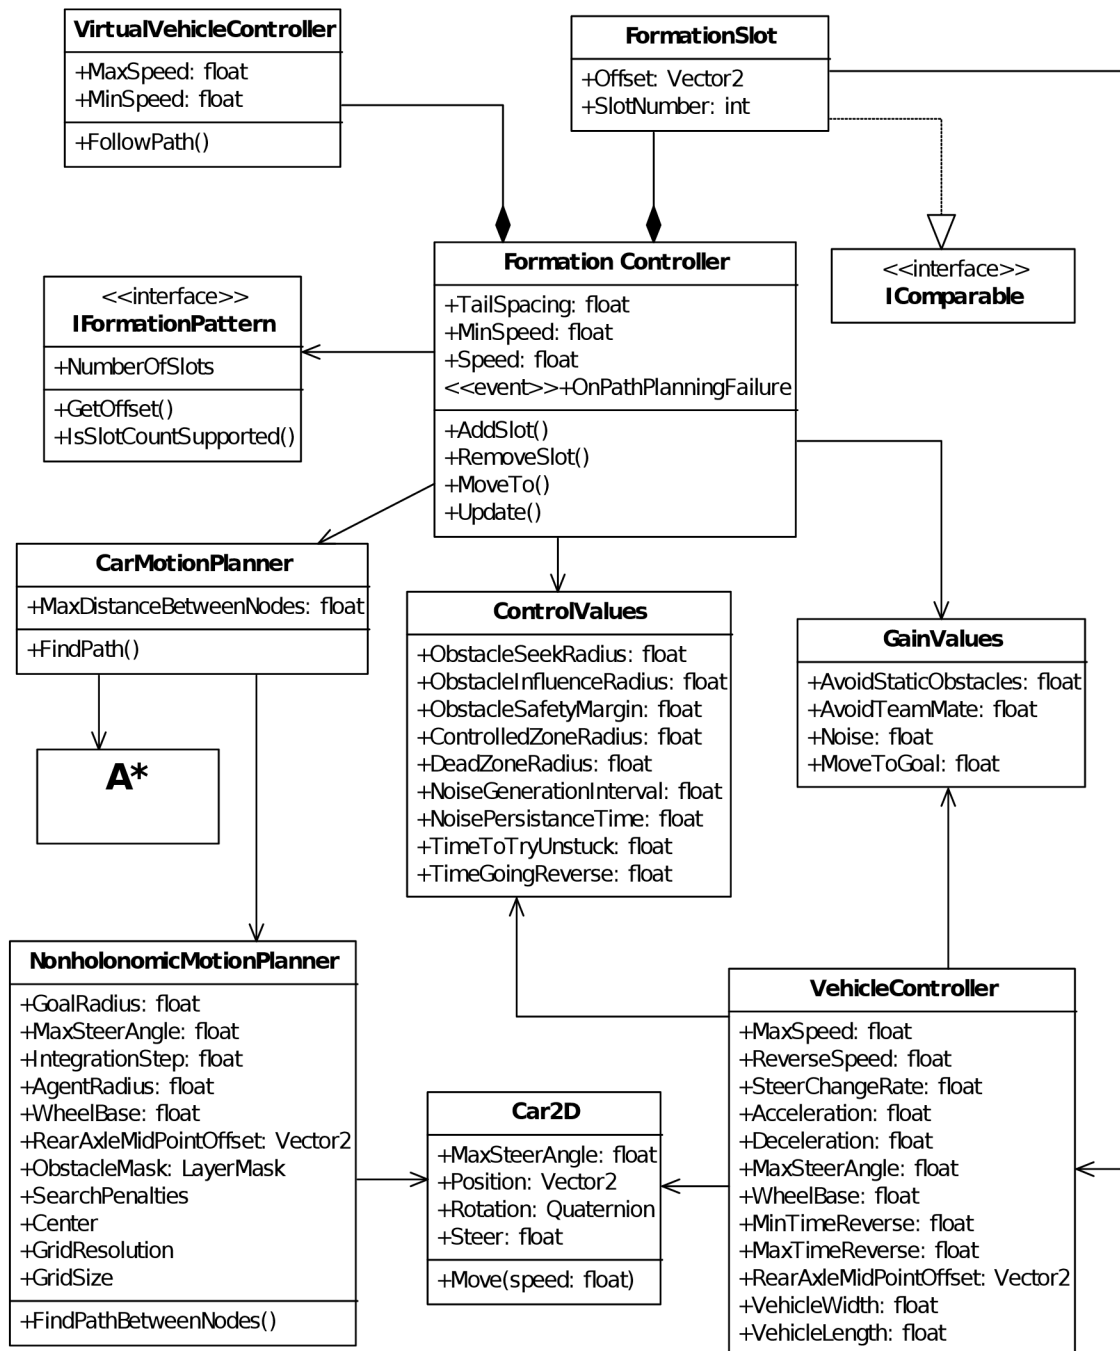 VirtualVehicleController
+MaxSpeed: float
+MinSpeed: float
+FollowPath()
FormationSlot
+Offset: Vector2
+SlotNumber: int
<<interface>>
IComparable
Formation Controller
+TailSpacing: float
+MinSpeed: float
+Speed: float
<<event>>+OnPathPlanningFailure
+AddSlot()
+RemoveSlot()
+MoveTo()
+Update()
<<interface>>
IFormationPattern
+NumberOfSlots
+GetOffset()
+IsSlotCountSupported()
CarMotionPlanner
+MaxDistanceBetweenNodes: float
+FindPath()
A*
ControlValues
+ObstacleSeekRadius: float
+ObstacleInfluenceRadius: float
+ObstacleSafetyMargin: float
+ControlledZoneRadius: float
+DeadZoneRadius: float
+NoiseGenerationInterval: float
+NoisePersistanceTime: float
+TimeToTryUnstuck: float
+TimeGoingReverse: float
GainValues
+AvoidStaticObstacles: float
+AvoidTeamMate: float
+Noise: float
+MoveToGoal: float
NonholonomicMotionPlanner
+GoalRadius: float
+MaxSteerAngle: float
+IntegrationStep: float
+AgentRadius: float
+WheelBase: float
+RearAxleMidPointOffset: Vector2
+ObstacleMask: LayerMask
+SearchPenalties
+Center
+GridResolution
+GridSize
+FindPathBetweenNodes()
Car2D
+MaxSteerAngle: float
+Position: Vector2
+Rotation: Quaternion
+Steer: float
+Move(speed: float)
VehicleController
+MaxSpeed: float
+ReverseSpeed: float
+SteerChangeRate: float
+Acceleration: float
+Deceleration: float
+MaxSteerAngle: float
+WheelBase: float
+MinTimeReverse: float
+MaxTimeReverse: float
+RearAxleMidPointOffset: Vector2
+VehicleWidth: float
+VehicleLength: float